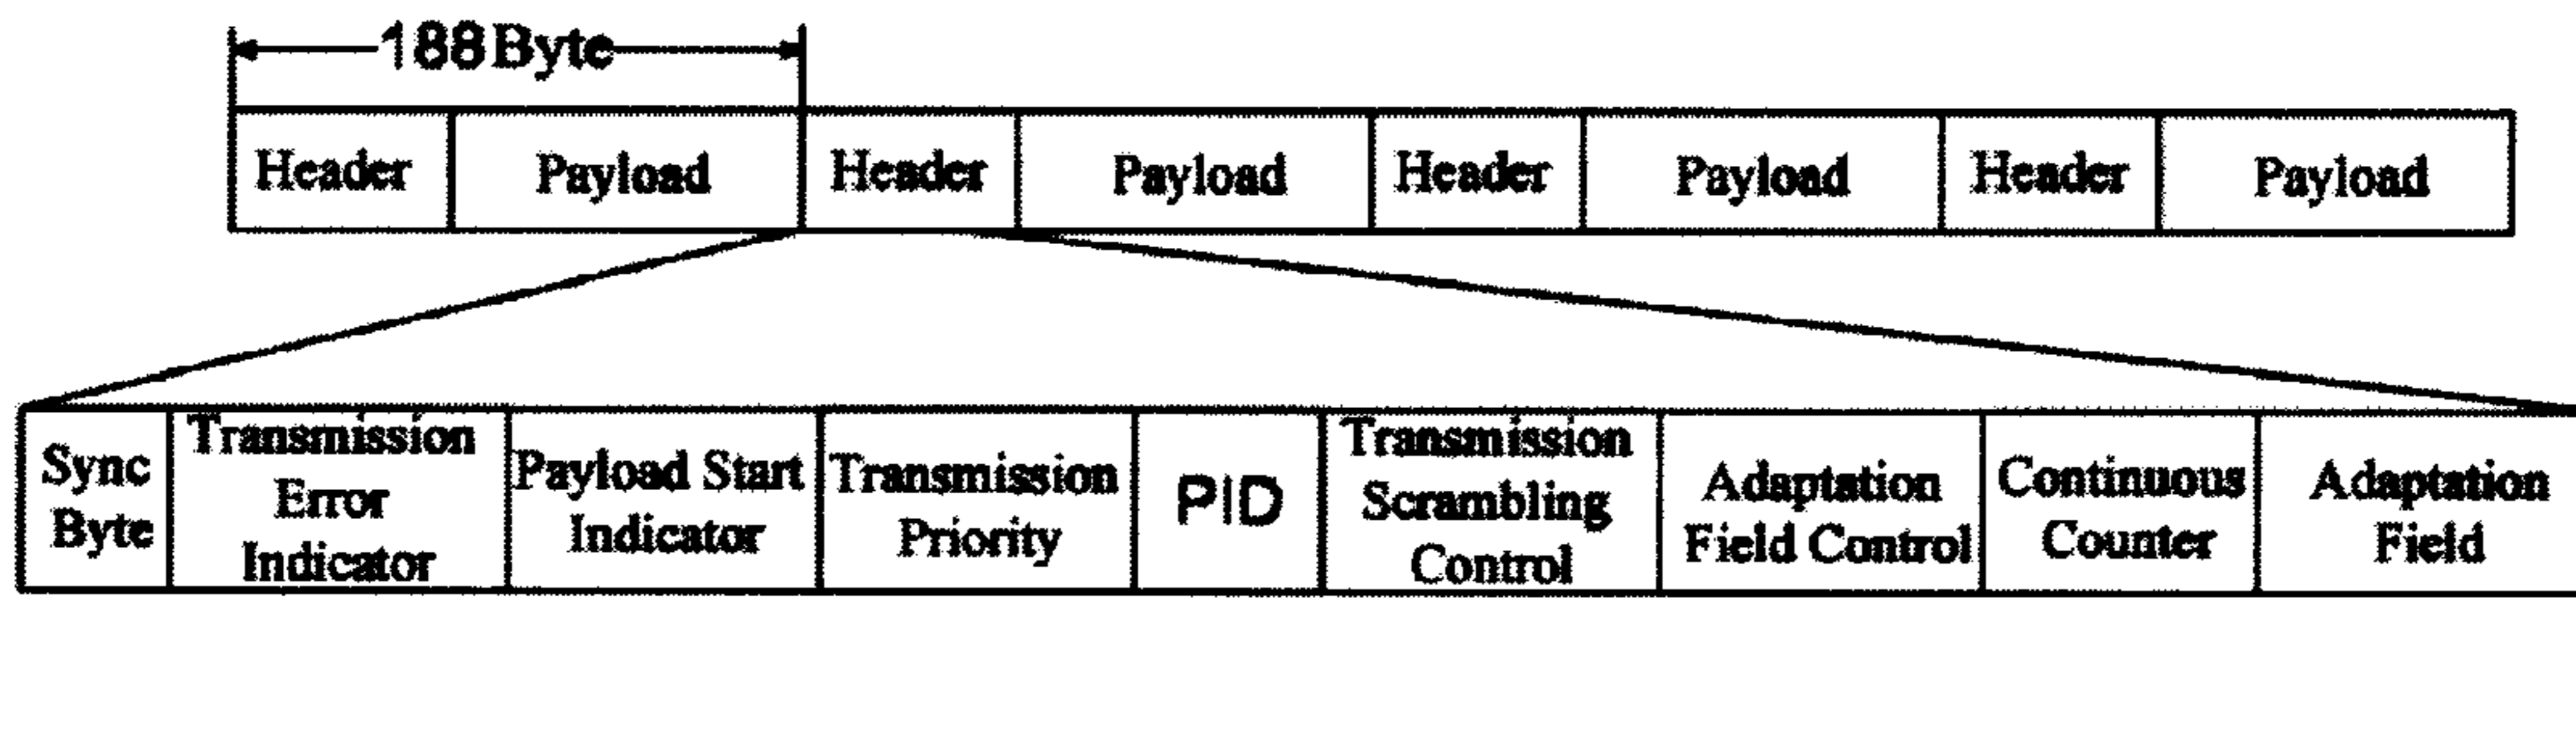 188 Byte
Header Payload Header Payload Header Payload Header Payload
Sync Byte
Transmission Error Indicator
Payload Start Indicator
Transmission Priority
PID
Transmission Scrambling Control
Adaptation Field Control
Continuous Counter
Adaptation Field